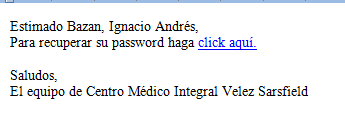 Estimado Bazan, Ignacio Andrés,
Para recuperar su password haga click aquí.
Saludos,
El equipo de Centro Médico Integral Velez Sarsfield